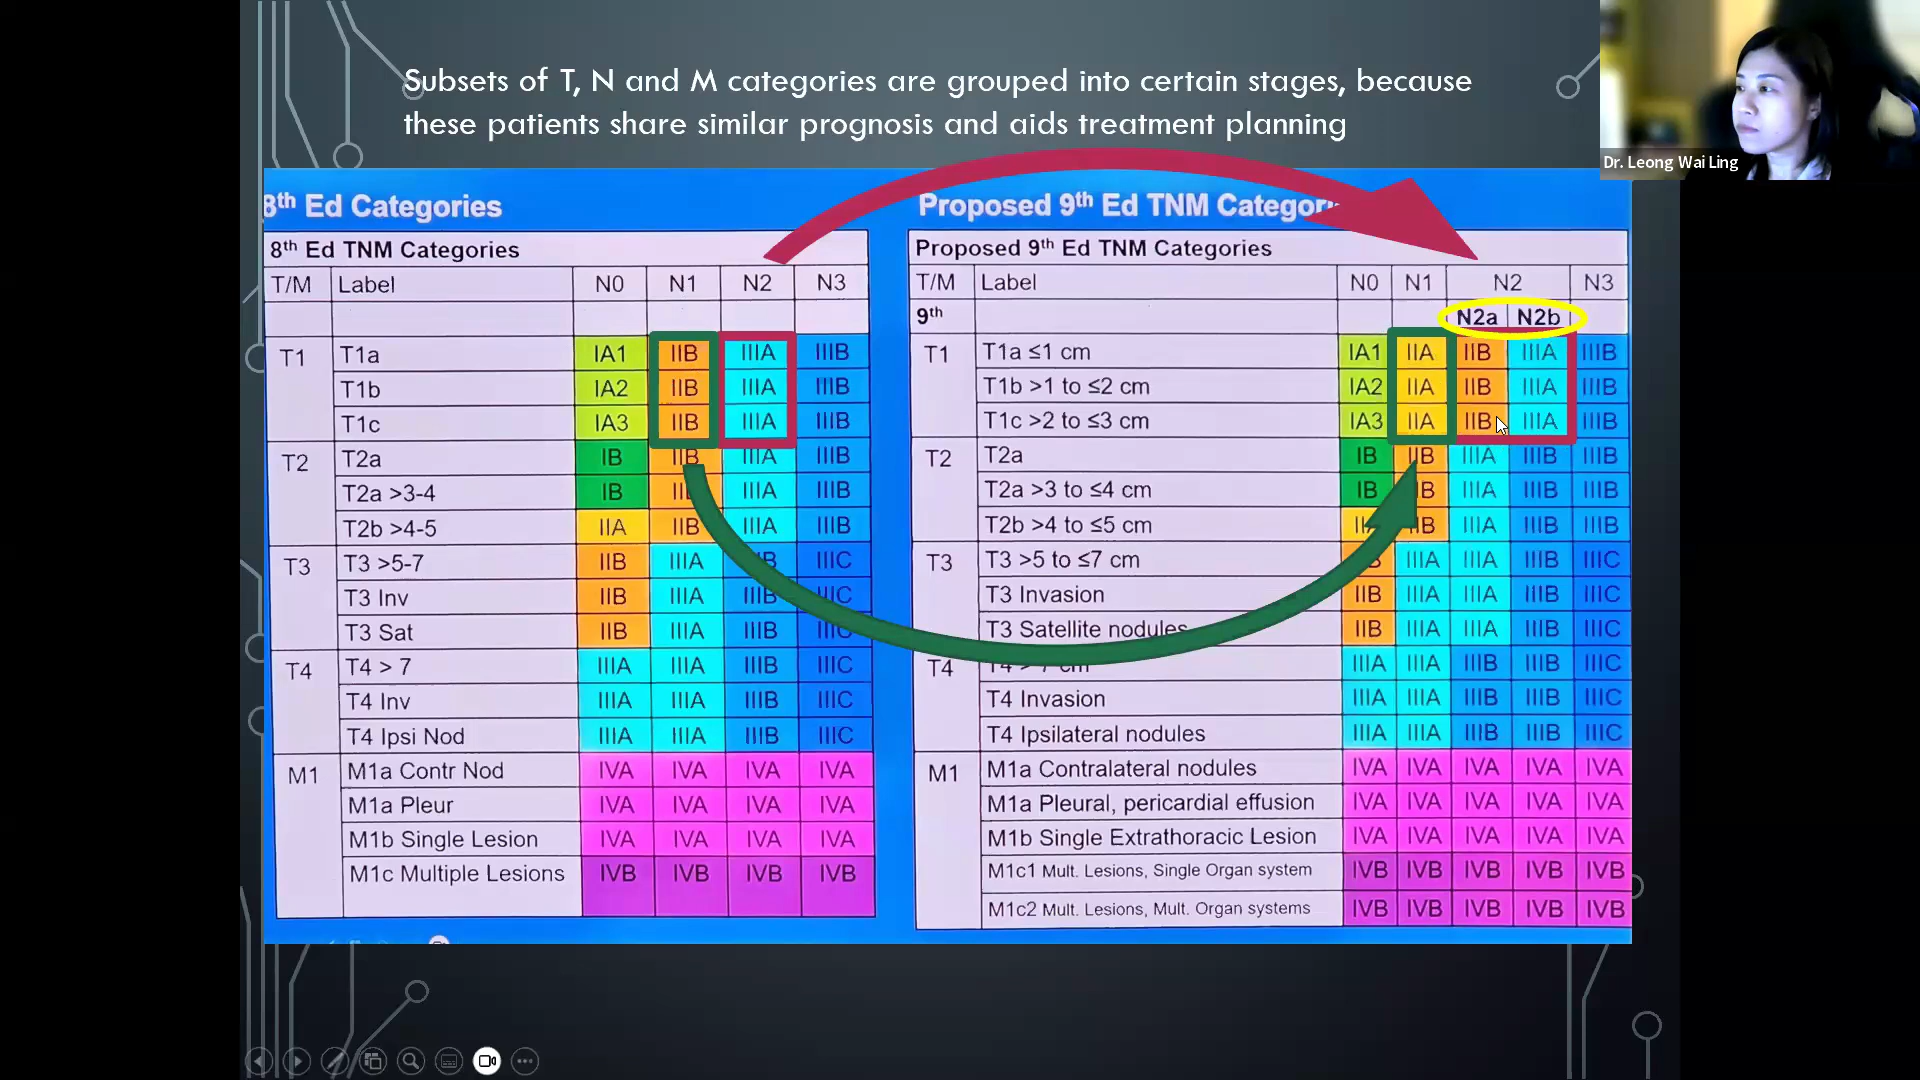 Subsets of T, N and M categories are grouped into certain stages, because
these patients share similar prognosis and aids treatment planning
Dr. Leong Wai Ling
8th Ed Categories
8th Ed TNM Categories
T/M Label N0 N1 N2 N3
T1 T1a IA1 IIB IIIA IIIB
T1b IA2 IIB IIIA IIIB
T1c IA3 IIB IIIA IIIB
T2 T2a IB IIB IIIA IIIB
T2a >3-4 IB IIIA IIIB
T2b >4-5 IIA IIB IIIA IIIB
T3 T3 >5-7 IIB IIIA IIIC
T3 Inv IIB IIIA IIIB IIIC
T3 Sat IIB IIIA IIIB IIIC
T4 T4 > 7 IIIA IIIA IIIB IIIC
T4 Inv IIIA IIIA IIIB IIIC
T4 Ipsi Nod IIIA IIIA IIIB IIIC
M1 M1a Contr Nod IVA IVA IVA IVA
M1a Pleur IVA IVA IVA IVA
M1b Single Lesion IVA IVA IVA IVA
M1c Multiple Lesions IVB IVB IVB IVB
Proposed 9th Ed TNM
Proposed 9th Ed TNM Categories
T/M Label N0 N1 N2 N3
9th N2a N2b
T1 T1a ≤1 cm IA1 IIA IIB IIIA IIIB
T1b >1 to ≤2 cm IA2 IIA IIB IIIA IIIB
T1c >2 to ≤3 cm IA3 IIA IIB IIIA IIIB
T2 T2a IB IIB IIIA IIIB IIIB
T2a >3 to ≤4 cm IB IIIA IIIB IIIB
T2b >4 to ≤5 cm IIIA IIIB IIIB
T3 T3 >5 to ≤7 cm IIIA IIIA IIIB IIIC
T3 Invasion IIB IIIA IIIA IIIB IIIC
T3 Satellite nodules IIB IIIA IIIA IIIB IIIC
T4 T4 > 7 cm IIIA IIIA IIIB IIIB IIIC
T4 Invasion IIIA IIIA IIIB IIIB IIIC
T4 Ipsilateral nodules IIIA IIIA IIIB IIIB IIIC
M1 M1a Contralateral nodules IVA IVA IVA IVA IVA
M1a Pleural, pericardial effusion IVA IVA IVA IVA IVA
M1b Single Extrathoracic Lesion IVA IVA IVA IVA IVA
M1c1 Mult. Lesions, Single Organ system IVB IVB IVB IVB IVB
M1c2 Mult. Lesions, Mult. Organ systems IVB IVB IVB IVB IVB